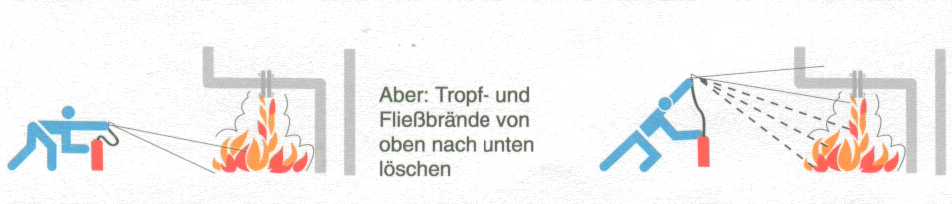 Aber: Tropf- und
Fließbrände von
oben nach unten
löschen